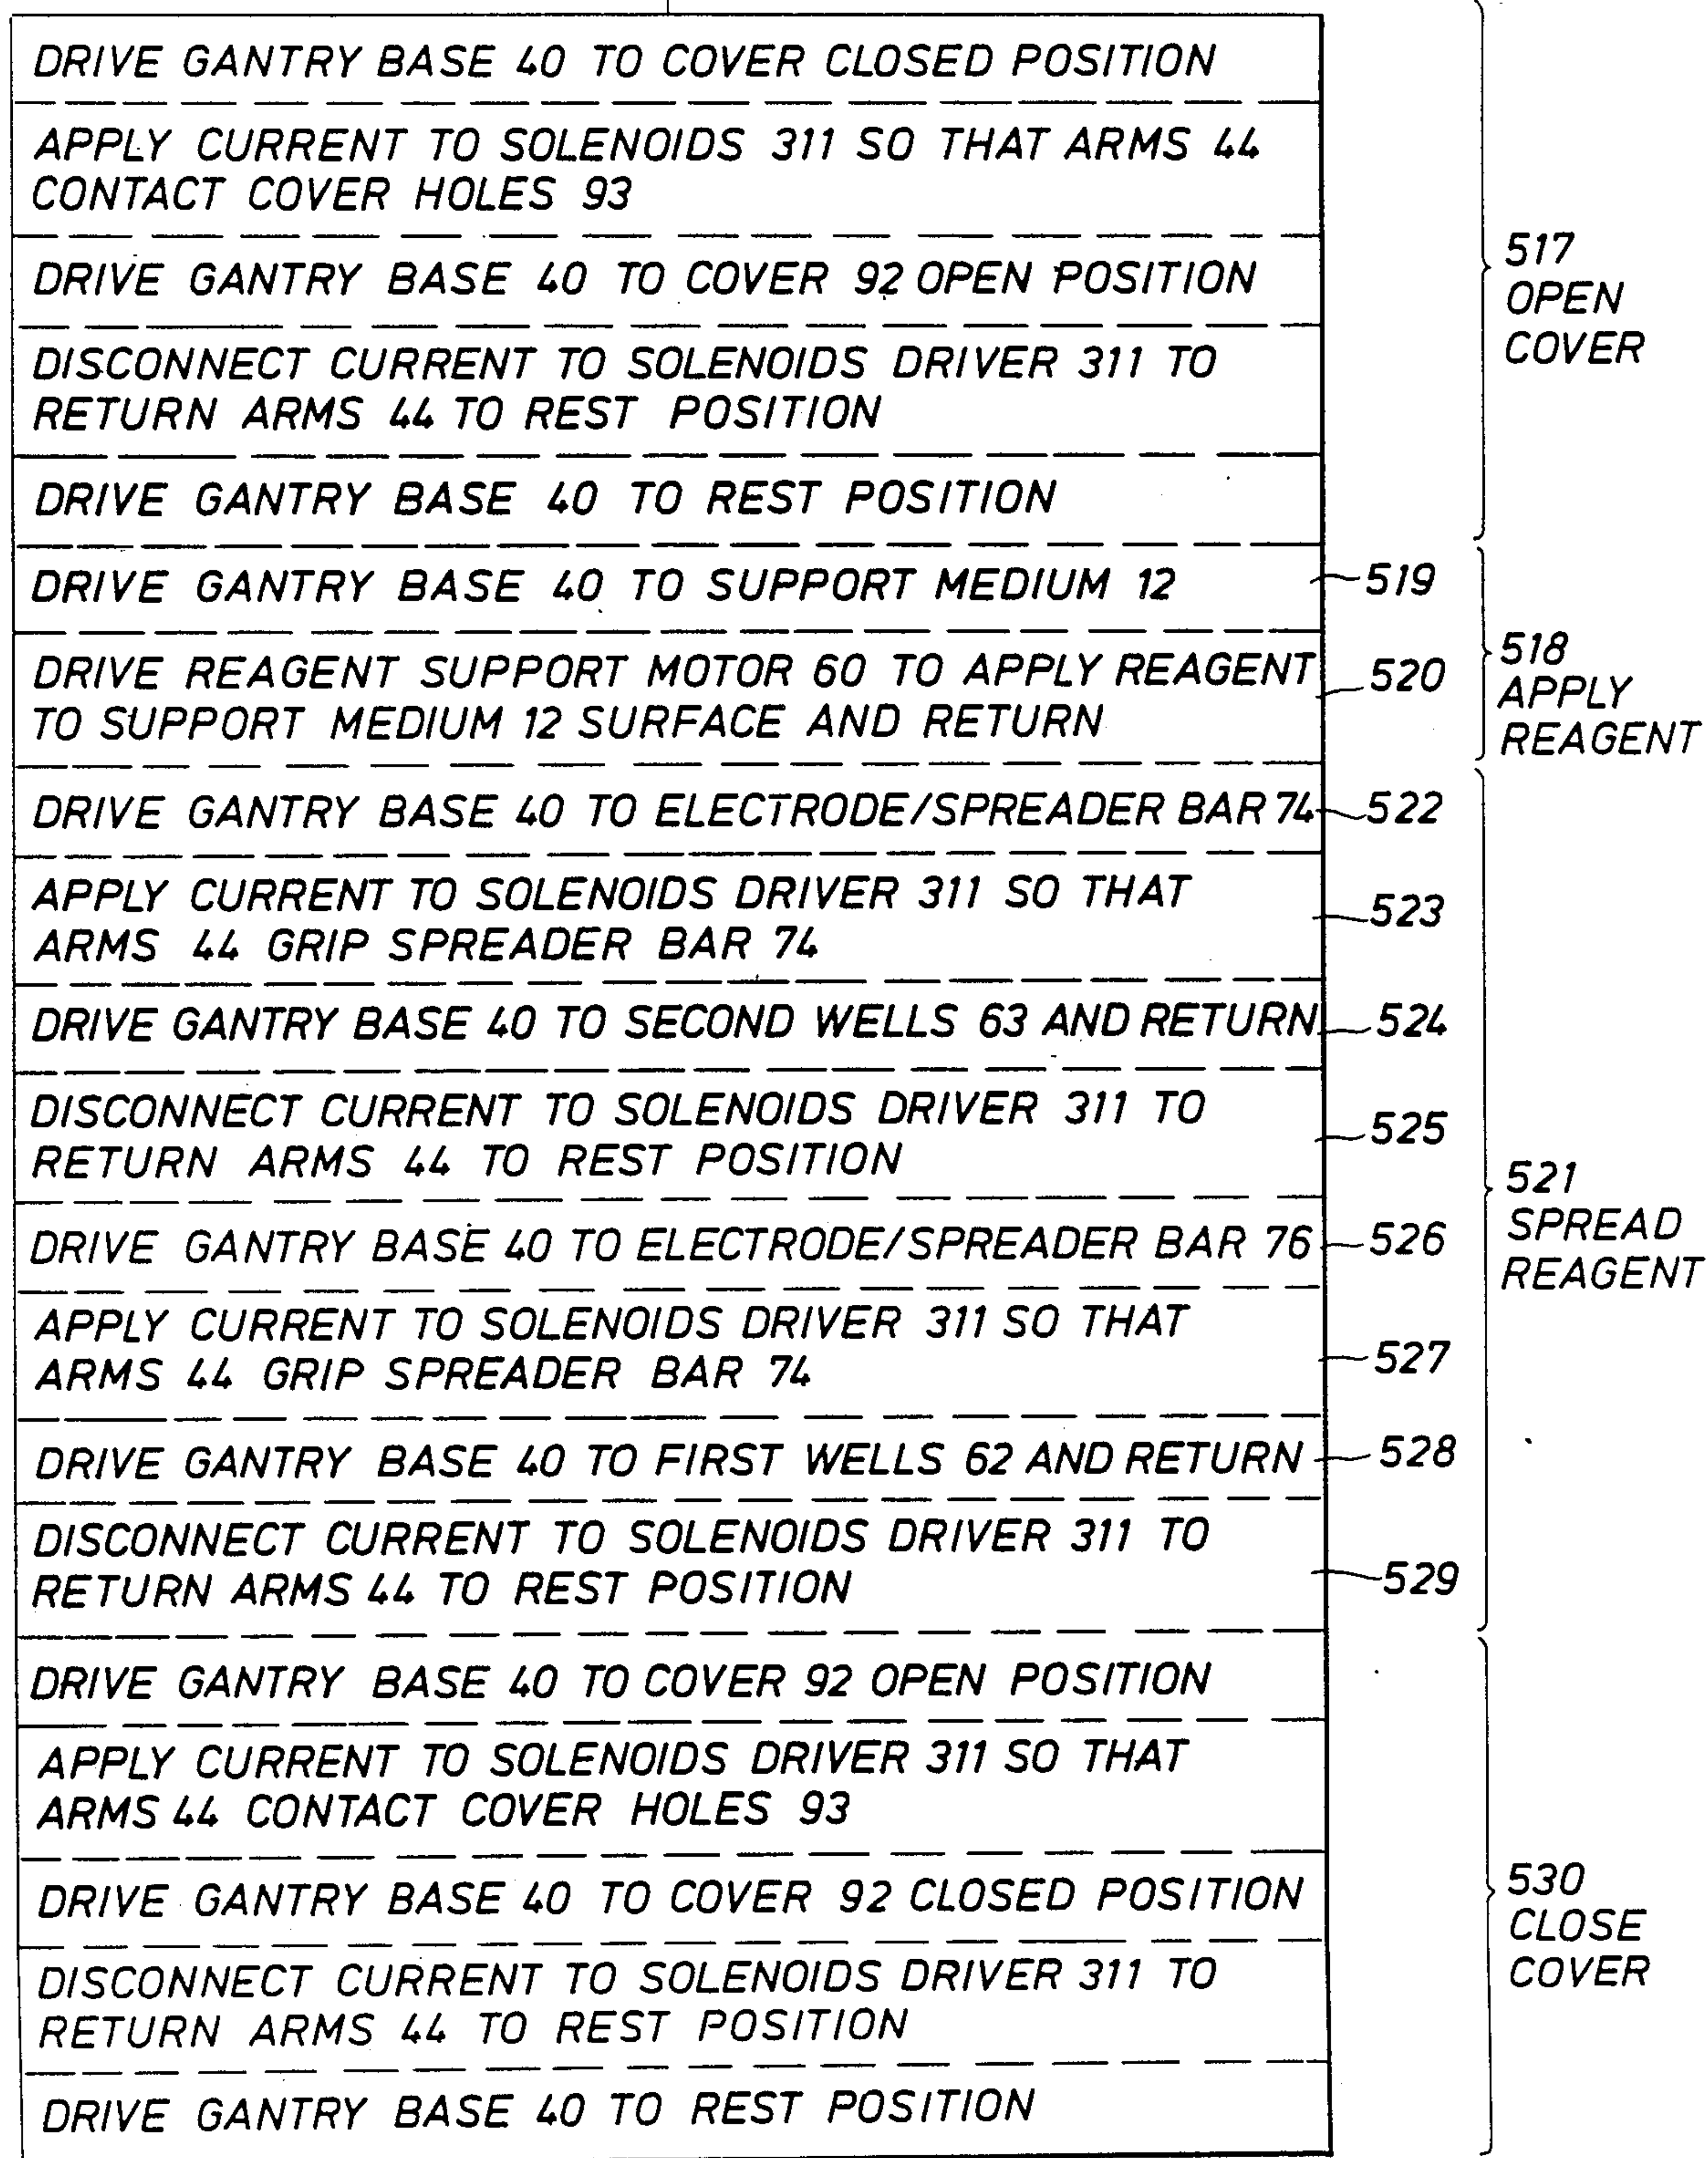 DRIVE GANTRY BASE 40 TO COVER CLOSED POSITION
APPLY CURRENT TO SOLENOIDS 311 SO THAT ARMS 44
CONTACT COVER HOLES 93
DRIVE GANTRY BASE 40 TO COVER 92 OPEN POSITION
DISCONNECT CURRENT TO SOLENOIDS DRIVER 311 TO
RETURN ARMS 44 TO REST POSITION
DRIVE GANTRY BASE 40 TO REST POSITION
517
OPEN
COVER
DRIVE GANTRY BASE 40 TO SUPPORT MEDIUM 12
519
DRIVE REAGENT SUPPORT MOTOR 60 TO APPLY REAGENT
TO SUPPORT MEDIUM 12 SURFACE AND RETURN
520
518
APPLY
REAGENT
DRIVE GANTRY BASE 40 TO ELECTRODE/SPREADER BAR 74
522
APPLY CURRENT TO SOLENOIDS DRIVER 311 SO THAT
ARMS 44 GRIP SPREADER BAR 74
523
DRIVE GANTRY BASE 40 TO SECOND WELLS 63 AND RETURN
524
DISCONNECT CURRENT TO SOLENOIDS DRIVER 311 TO
RETURN ARMS 44 TO REST POSITION
525
DRIVE GANTRY BASE 40 TO ELECTRODE/SPREADER BAR 76
526
APPLY CURRENT TO SOLENOIDS DRIVER 311 SO THAT
ARMS 44 GRIP SPREADER BAR 74
527
DRIVE GANTRY BASE 40 TO FIRST WELLS 62 AND RETURN
528
DISCONNECT CURRENT TO SOLENOIDS DRIVER 311 TO
RETURN ARMS 44 TO REST POSITION
529
521
SPREAD
REAGENT
DRIVE GANTRY BASE 40 TO COVER 92 OPEN POSITION
APPLY CURRENT TO SOLENOIDS DRIVER 311 SO THAT
ARMS 44 CONTACT COVER HOLES 93
DRIVE GANTRY BASE 40 TO COVER 92 CLOSED POSITION
DISCONNECT CURRENT TO SOLENOIDS DRIVER 311 TO
RETURN ARMS 44 TO REST POSITION
DRIVE GANTRY BASE 40 TO REST POSITION
530
CLOSE
COVER